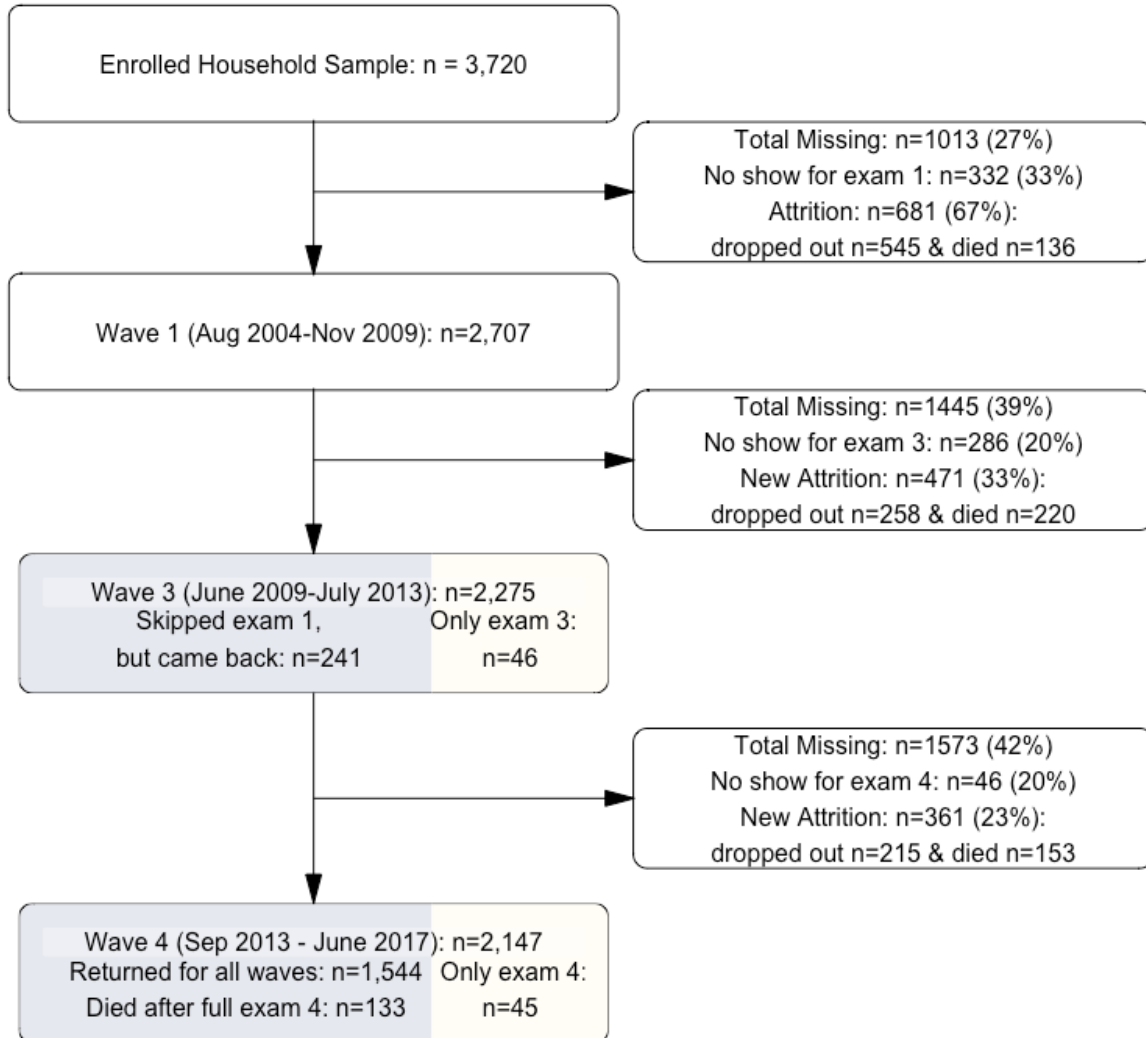 Enrolled Household Sample: n = 3,720
Total Missing: n=1013 (27%)
No show for exam 1: n=332 (33%)
Attrition: n=681 (67%):
dropped out n=545 & died n=136
Wave 1 (Aug 2004-Nov 2009): n=2,707
Total Missing: n=1445 (39%)
No show for exam 3: n=286 (20%)
New Attrition: n=471 (33%):
dropped out n=258 & died n=220
Wave 3 (June 2009-July 2013): n=2,275
Skipped exam 1,
but came back: n=241
Only exam 3:
n=46
Total Missing: n=1573 (42%)
No show for exam 4: n=46 (20%)
New Attrition: n=361 (23%):
dropped out n=215 & died n=153
Wave 4 (Sep 2013 - June 2017): n=2,147
Returned for all waves: n=1,544
Died after full exam 4: n=133
Only exam 4:
n=45